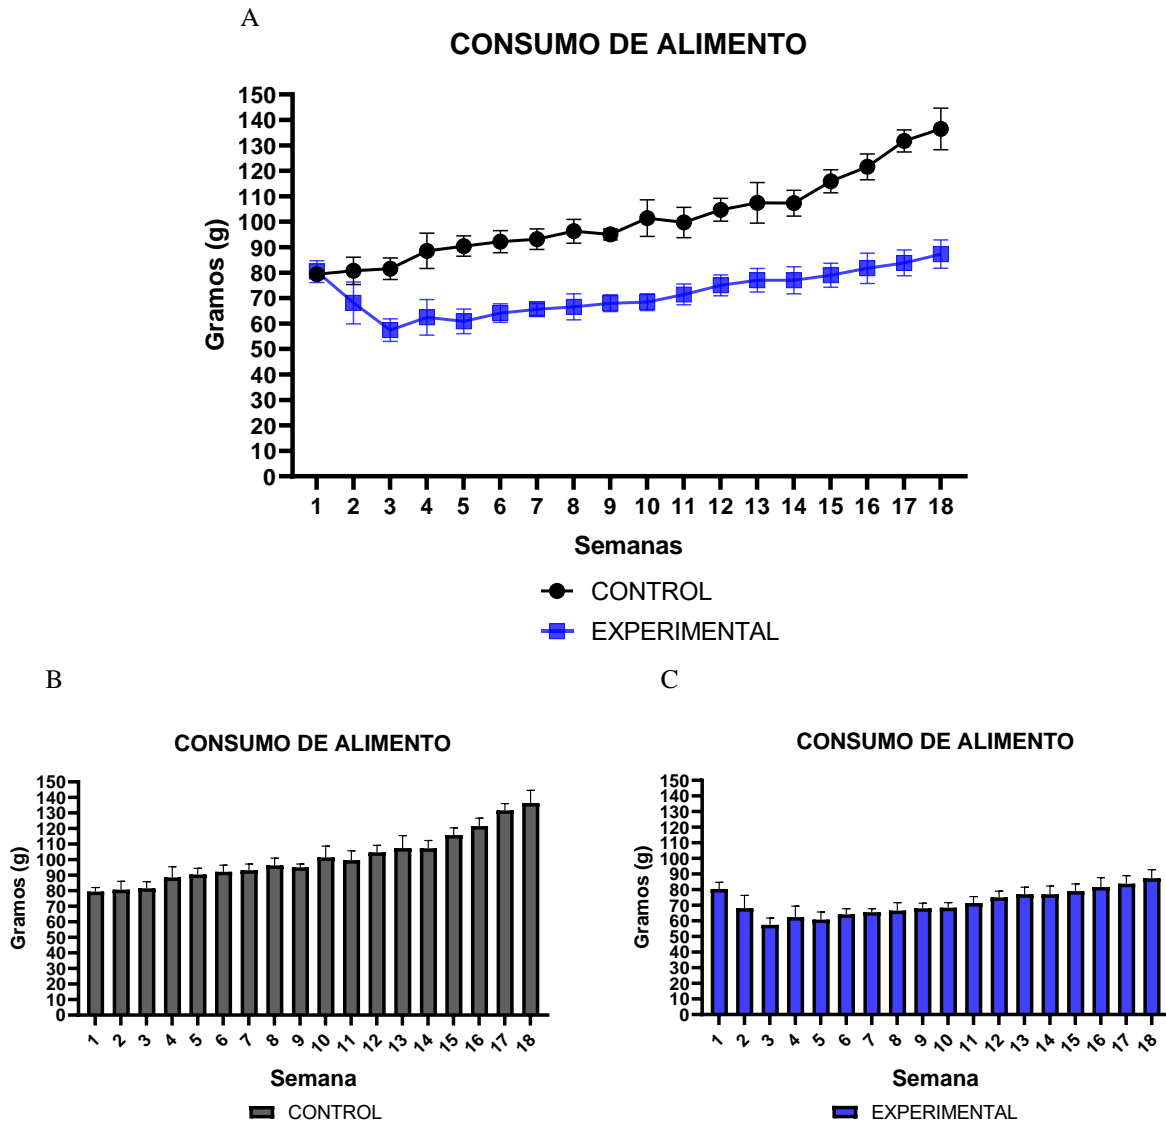 A
CONSUMO DE ALIMENTO
150
140
130
120
110
100
90
80
70
60
50
40
30
20
10
0
Gramos (g)
1 2 3 4 5 6 7 8 9 10 11 12 13 14 15 16 17 18
Semanas
CONTROL
EXPERIMENTAL
B
CONSUMO DE ALIMENTO
150
140
130
120
110
100
90
80
70
60
50
40
30
20
10
0
Gramos (g)
1 2 3 4 5 6 7 8 9 10 11 12 13 14 15 16 17 18
Semana
CONTROL
C
CONSUMO DE ALIMENTO
150
140
130
120
110
100
90
80
70
60
50
40
30
20
10
0
Gramos (g)
1 2 3 4 5 6 7 8 9 10 11 12 13 14 15 16 17 18
Semana
EXPERIMENTAL